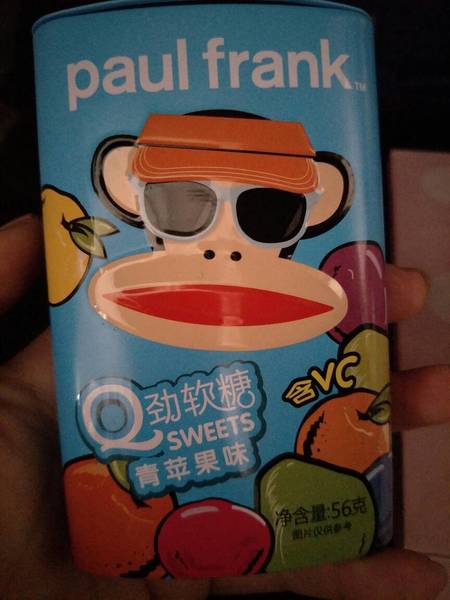 paul frank™
Q劲软糖
SWEETS
青苹果味
含VC
净含量:56克
图片仅供参考